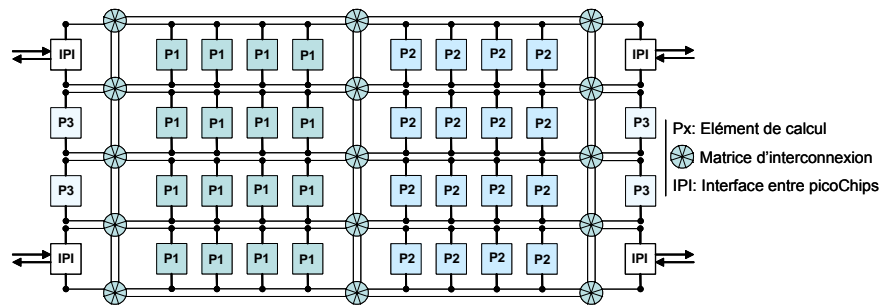 IPI P1 P1 P1 P1 P2 P2 P2 P2 IPI
P3 P1 P1 P1 P1 P2 P2 P2 P2 P3
Px: Elément de calcul
Matrice d'interconnexion
P3 P1 P1 P1 P1 P2 P2 P2 P2 P3
IPI: Interface entre picoChips
IPI P1 P1 P1 P1 P2 P2 P2 P2 IPI